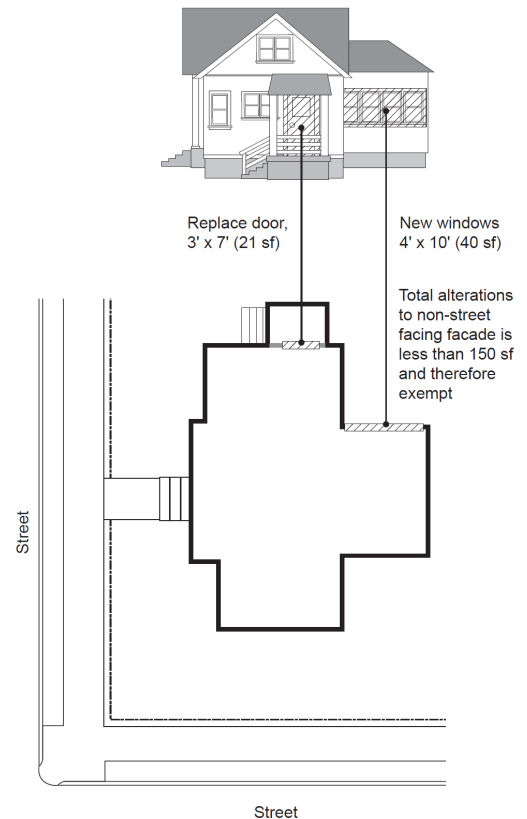 Replace door,
3' x 7' (21 sf)
New windows
4' x 10' (40 sf)
Total alterations
to non-street
facing facade is
less than 150 sf
and therefore
exempt
Street
Street